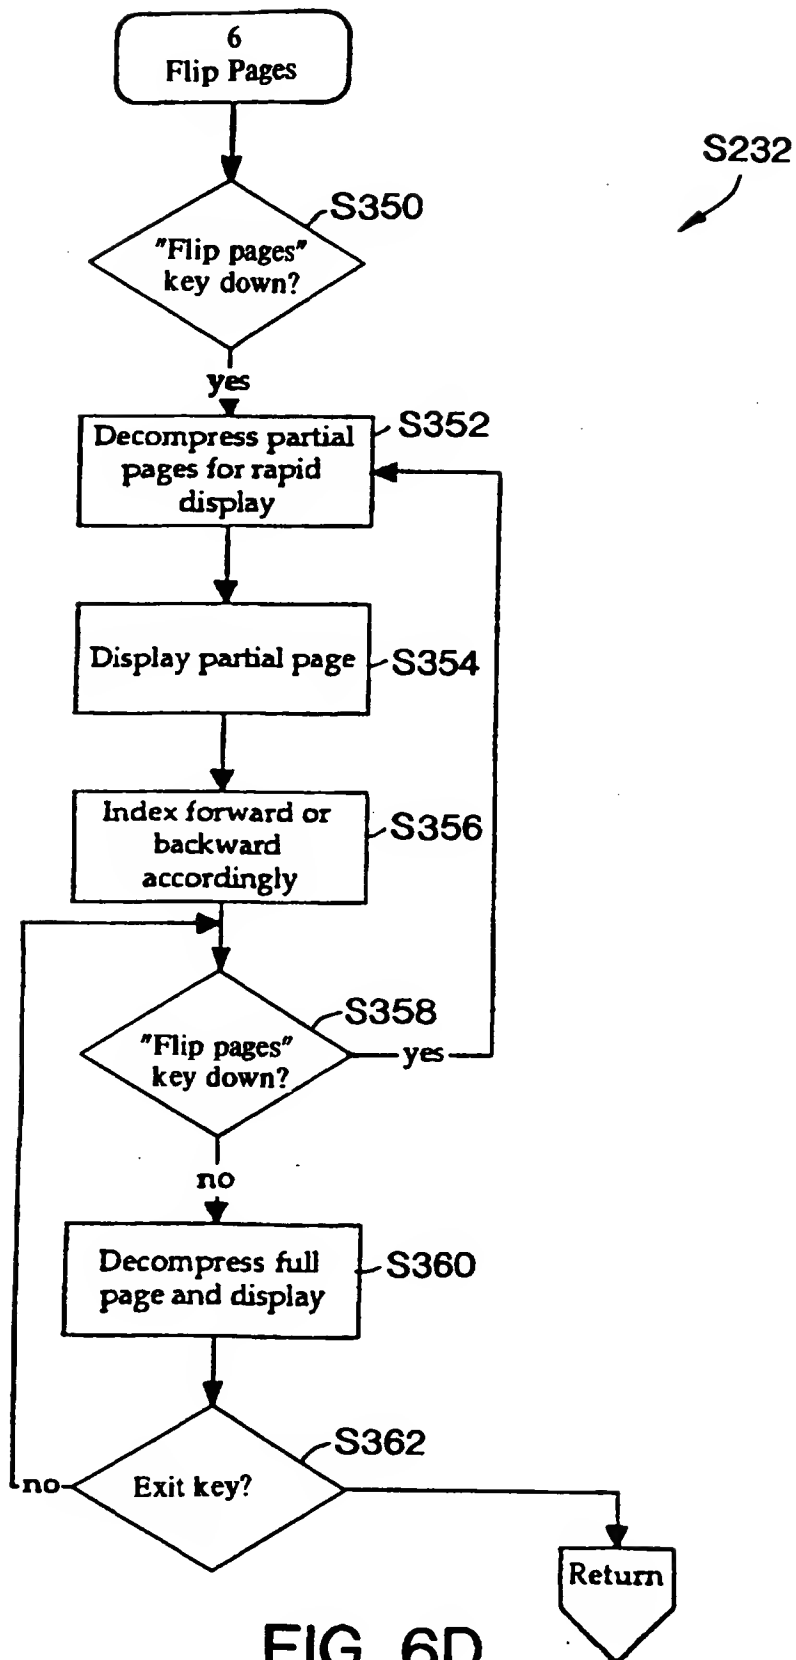 6
Flip Pages
S232
S350
"Flip pages"
key down?
yes
S352
Decompress partial
pages for rapid
display
Display partial page
S354
Index forward or
backward
accordingly
S356
S358
"Flip pages"
key down?
yes
no
Decompress full
page and display
S360
S362
Exit key?
no
Return
FIG. 6D